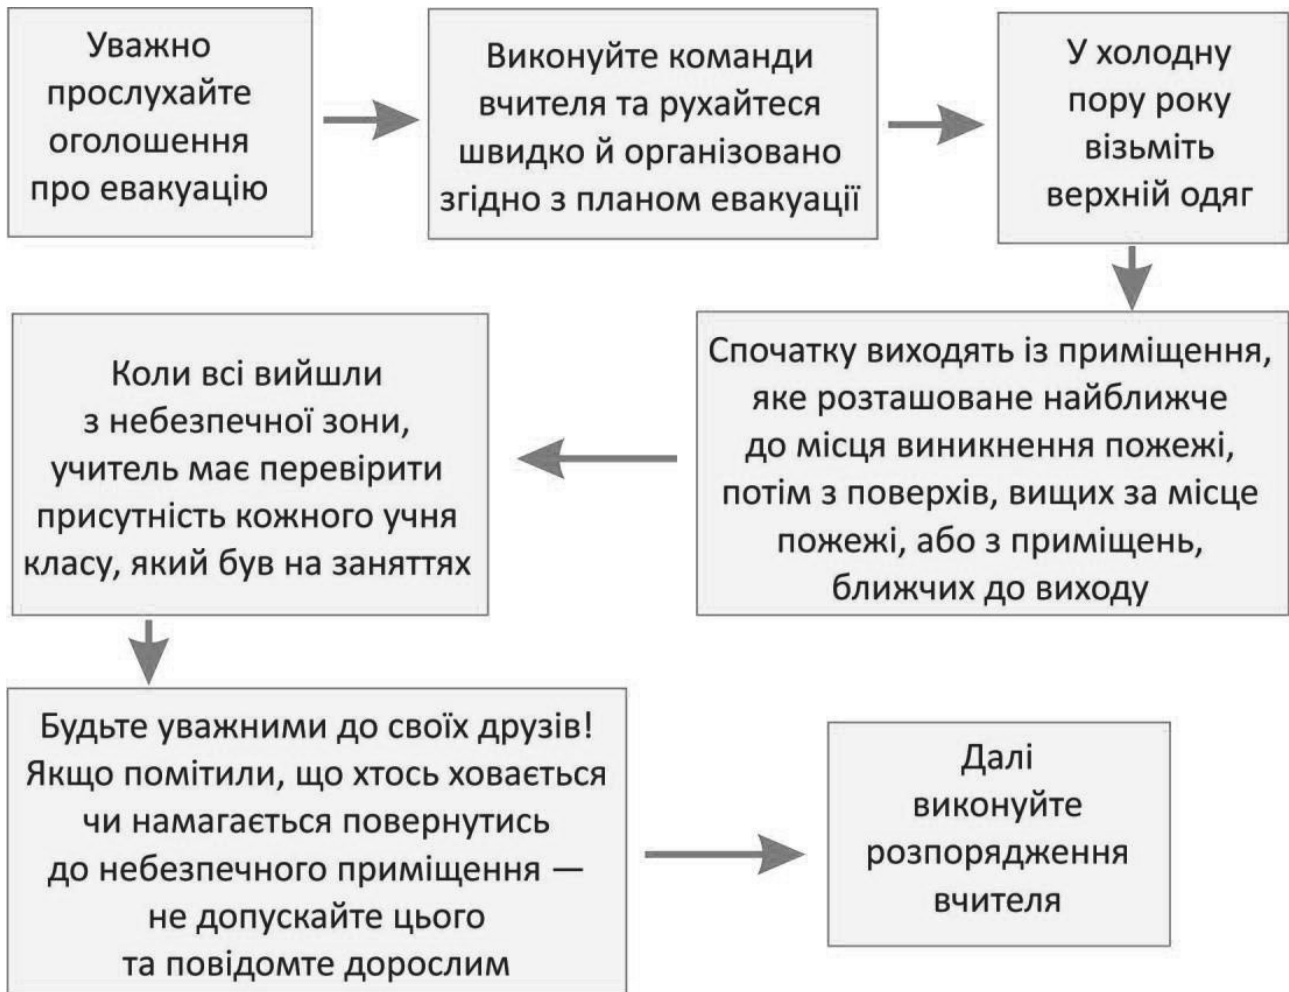 Уважно
прослухайте
оголошення
про евакуацію
Виконуйте команди
вчителя та рухайтеся
швидко й організовано
згідно з планом евакуації
У холодну
пору року
візьміть
верхній одяг
Спочатку виходять із приміщення,
яке розташоване найближче
до місця виникнення пожежі,
потім з поверхів, вищих за місце
пожежі, або з приміщень,
ближчих до виходу
Коли всі вийшли
з небезпечної зони,
учитель має перевірити
присутність кожного учня
класу, який був на заняттях
Будьте уважними до своїх друзів!
Якщо помітили, що хтось ховається
чи намагається повернутись
до небезпечного приміщення —
не допускайте цього
та повідомте дорослим
Далі
виконуйте
розпорядження
вчителя